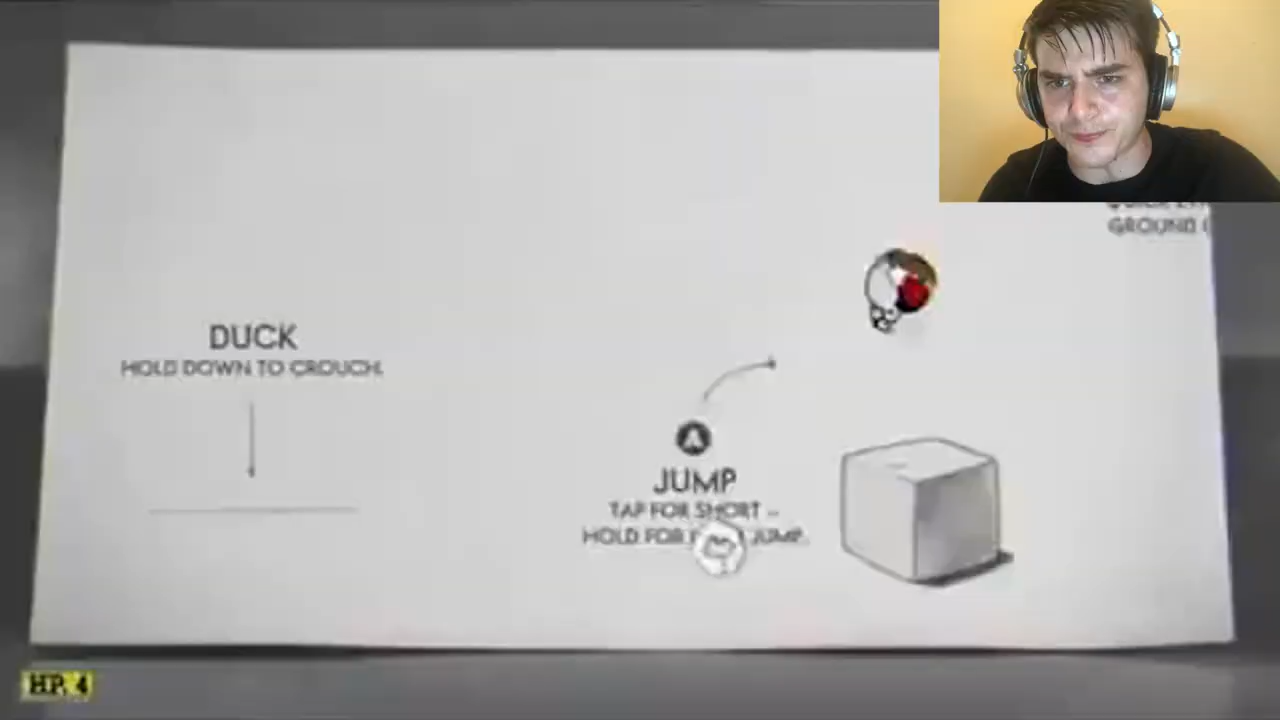 GROUND
DUCK
HOLD DOWN TO CROUCH.
A
JUMP
TAP FOR SHORT -
HOLD FOR JUMP.
HP. 4